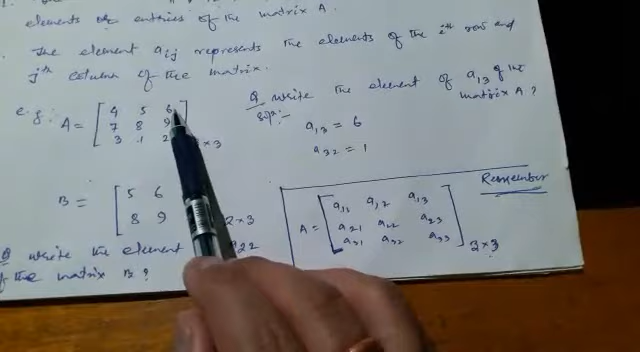 elements or entries of the matrix A.
The element aij represents the elements of the ith row and
jth column of the matrix.
e.g:- A = [ 4 5 6
7 8 9
3 1 2 ] × 3
Q write the element of a13 of the
matrix A ?
Sol:- a13 = 6
a32 = 1
B = [ 5 6
8 9 2×3
Q write the element a22
of the matrix B ?
Remember
A = [ a11 a12 a13
a21 a22 a23
a31 a32 a33 ] 3×3